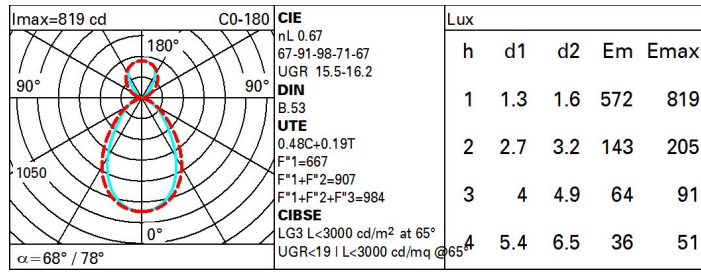 Imax=819 cd C0-180
180°
90° 90°
1050
0°
α=68° / 78°
CIE
nL 0.67
67-91-98-71-67
UGR 15.5-16.2
DIN
B.53
UTE
0.48C+0.19T
F"1=667
F"1+F"2=907
F"1+F"2+F"3=984
CIBSE
LG3 L<3000 cd/m² at 65°
UGR<19 | L<3000 cd/mq @65°
Lux
h d1 d2 Em Emax
1 1.3 1.6 572 819
2 2.7 3.2 143 205
3 4 4.9 64 91
4 5.4 6.5 36 51